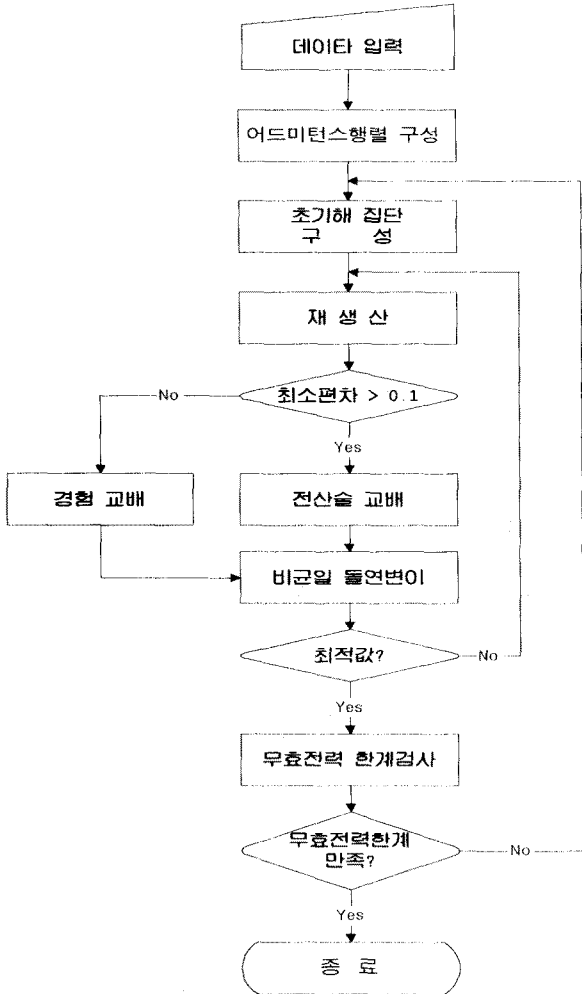 데이타 입력
어드미턴스행렬 구성
초기해 집단
구 성
재 생 산
최소편차 > 0.1
No
Yes
경험 교배
전산술 교배
비균일 돌연변이
최적값?
No
Yes
무효전력 한계검사
무효전력한계
만족?
No
Yes
종 료